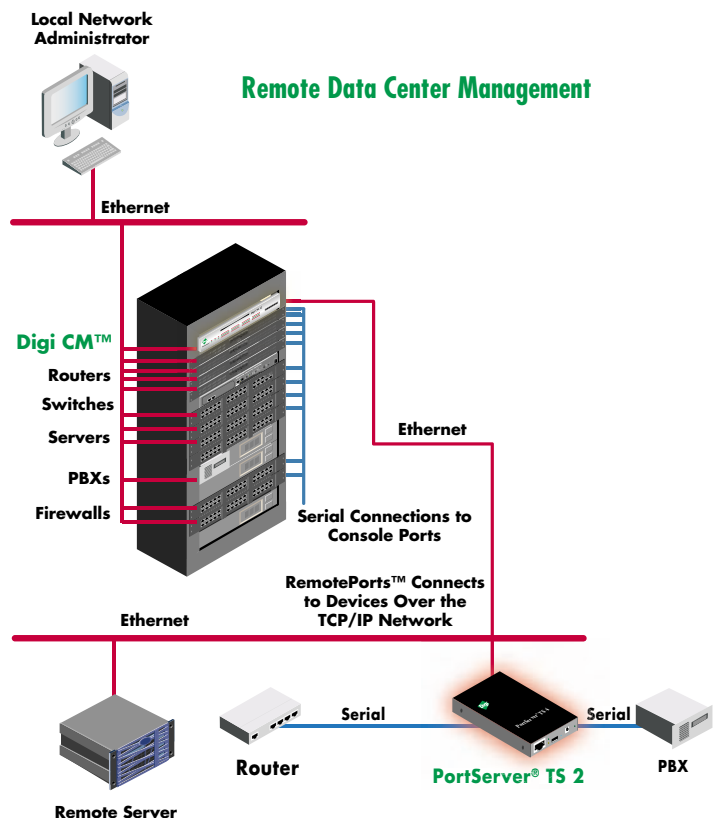 Local Network
Administrator
Remote Data Center Management
Ethernet
Digi CM™
Routers
Switches
Servers
PBXs
Firewalls
Ethernet
Serial Connections to
Console Ports
RemotePorts™ Connects
to Devices Over the
TCP/IP Network
Ethernet
Serial
Serial
Router
PortServer® TS 2
PBX
Remote Server